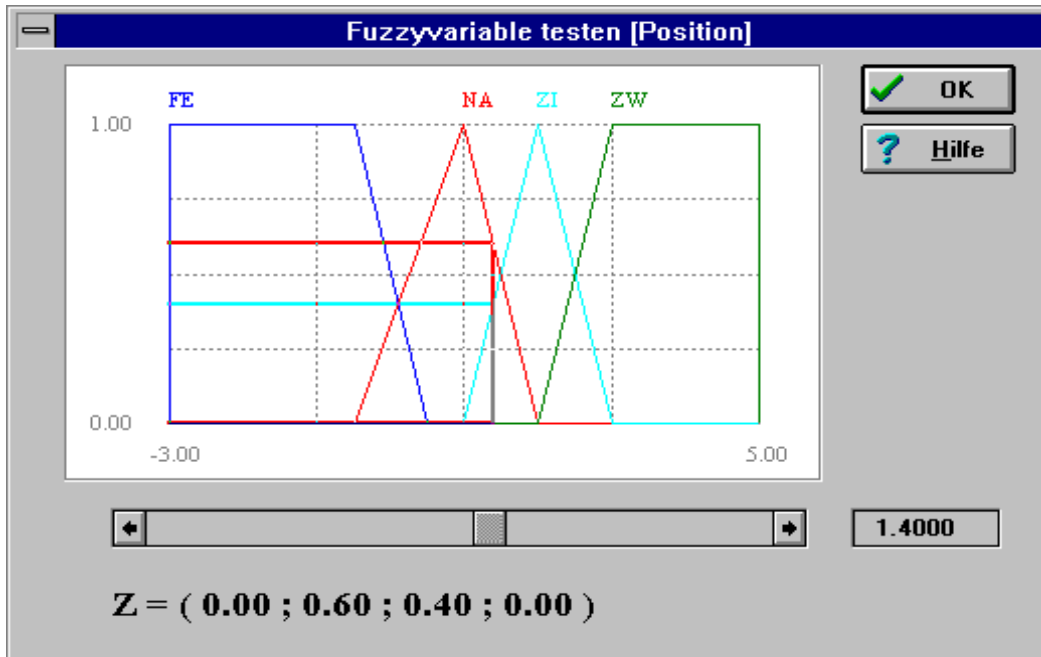 Fuzzyvariable testen [Position]
FE NA ZI ZW
1.00
0.00
-3.00 5.00
OK
Hilfe
1.4000
Z = ( 0.00 ; 0.60 ; 0.40 ; 0.00 )